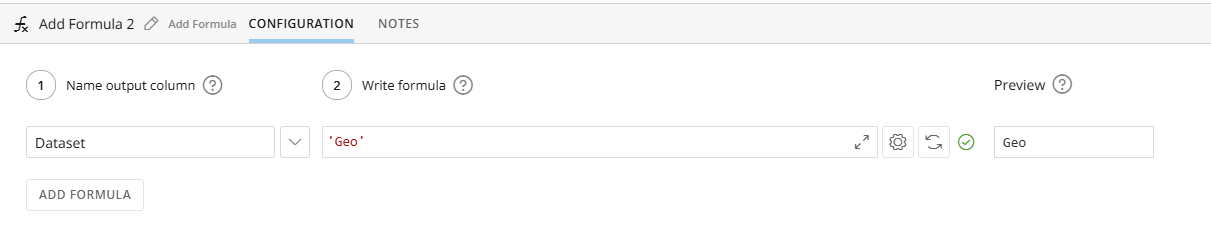 fx Add Formula 2 Add Formula CONFIGURATION NOTES
1 Name output column ? 2 Write formula ? Preview ?
Dataset 'Geo' Geo
ADD FORMULA